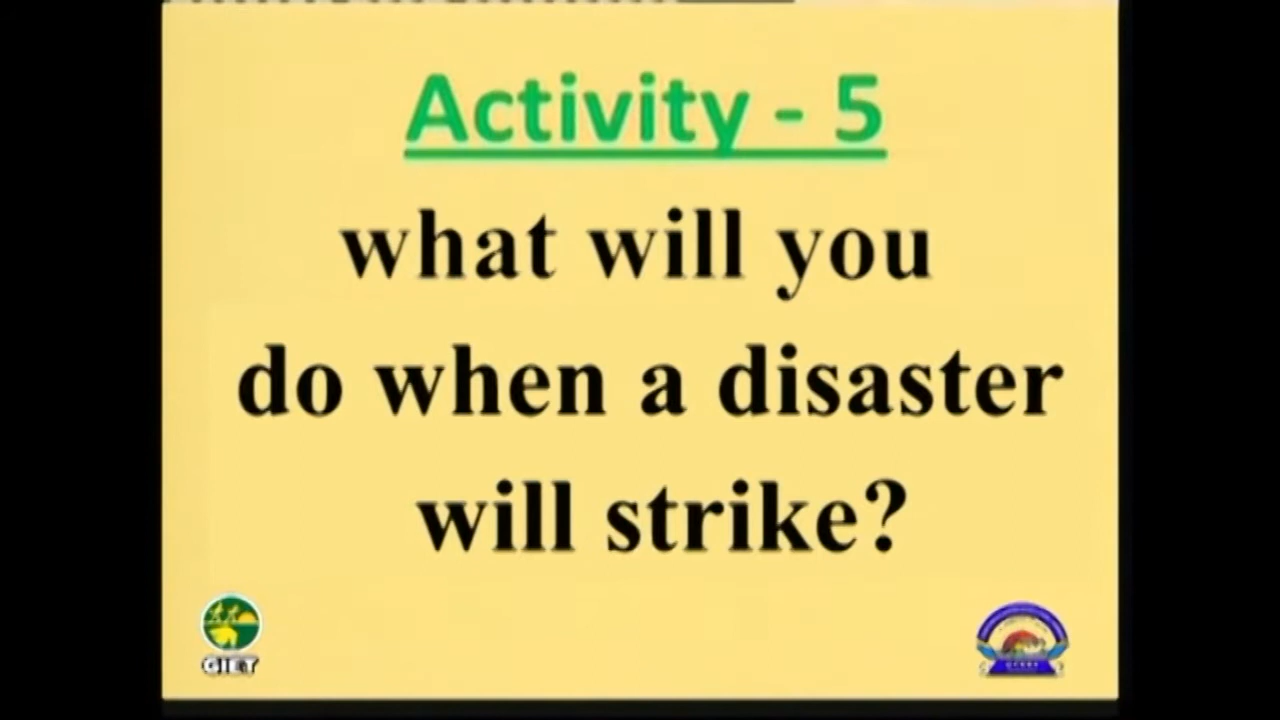 Activity - 5
what will you
do when a disaster
will strike?
GIET